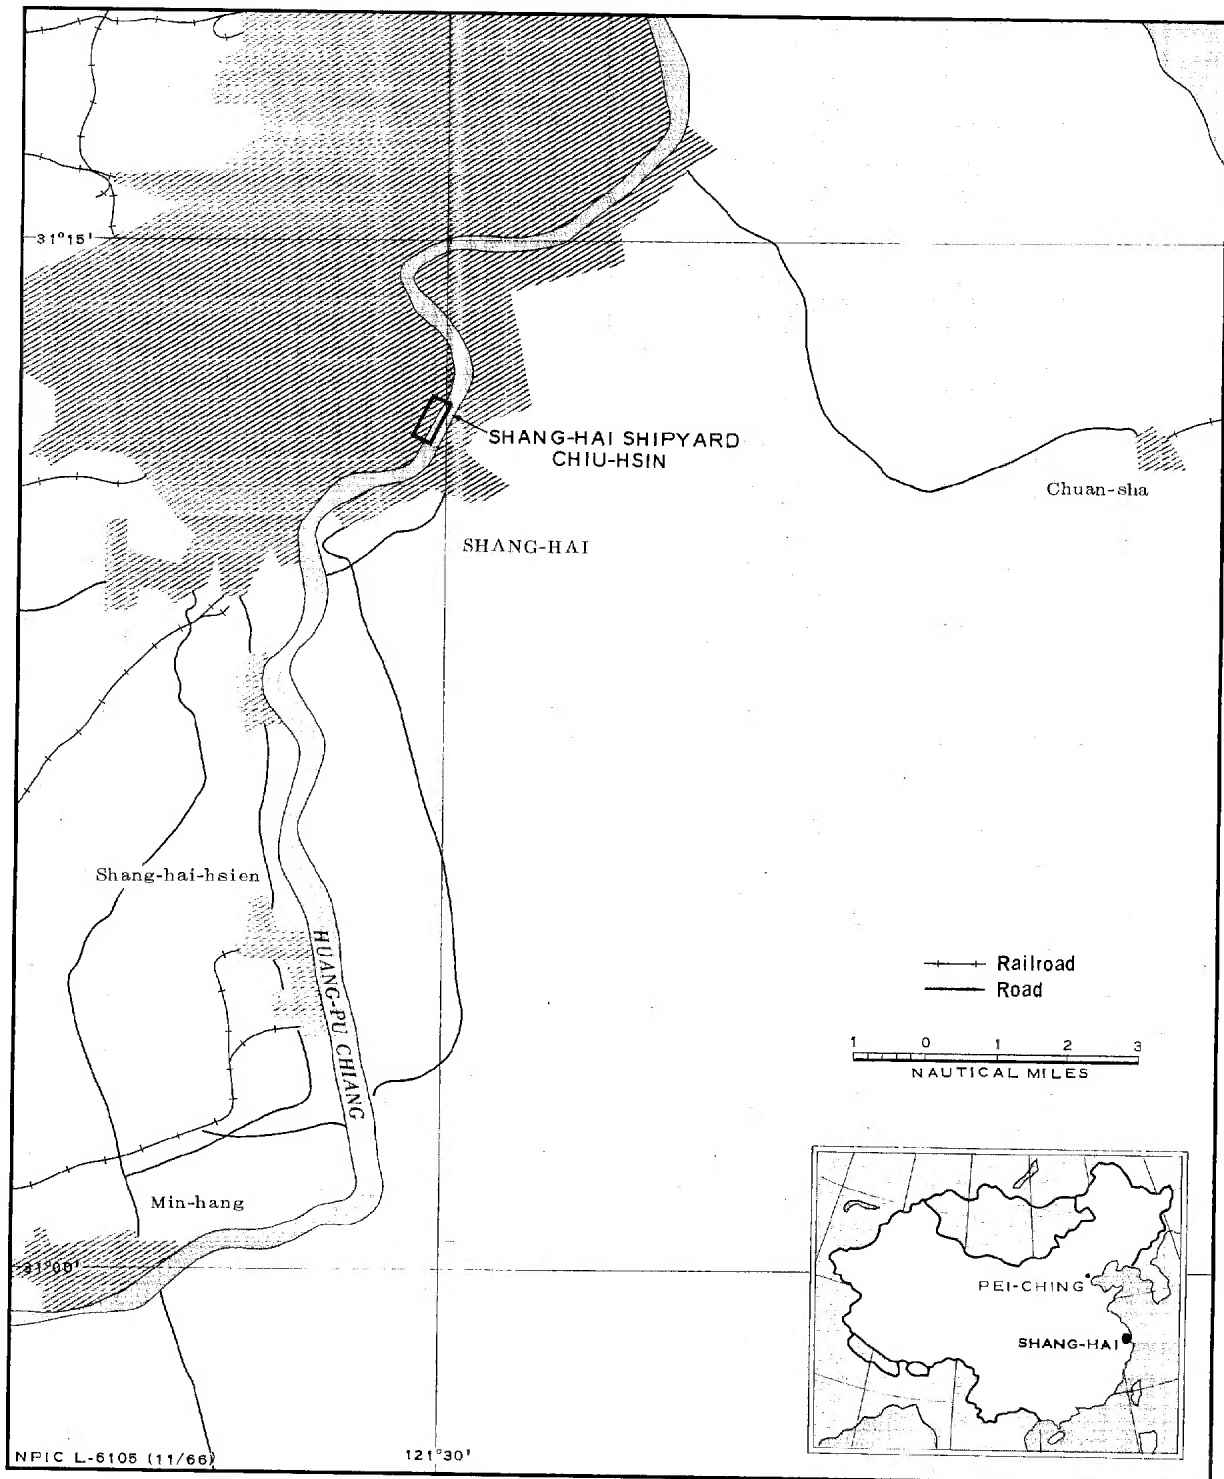 31°15'
SHANG-HAI SHIPYARD
CHIU-HSIN
Chuan-sha
SHANG-HAI
Shang-hai-hsien
HUANG-PU CHIANG
Railroad
Road
1 0 1 2 3
NAUTICAL MILES
Min-hang
31°00'
PEI-CHING
SHANG-HAI
NPIC L-6105 (11/66)
121°30'